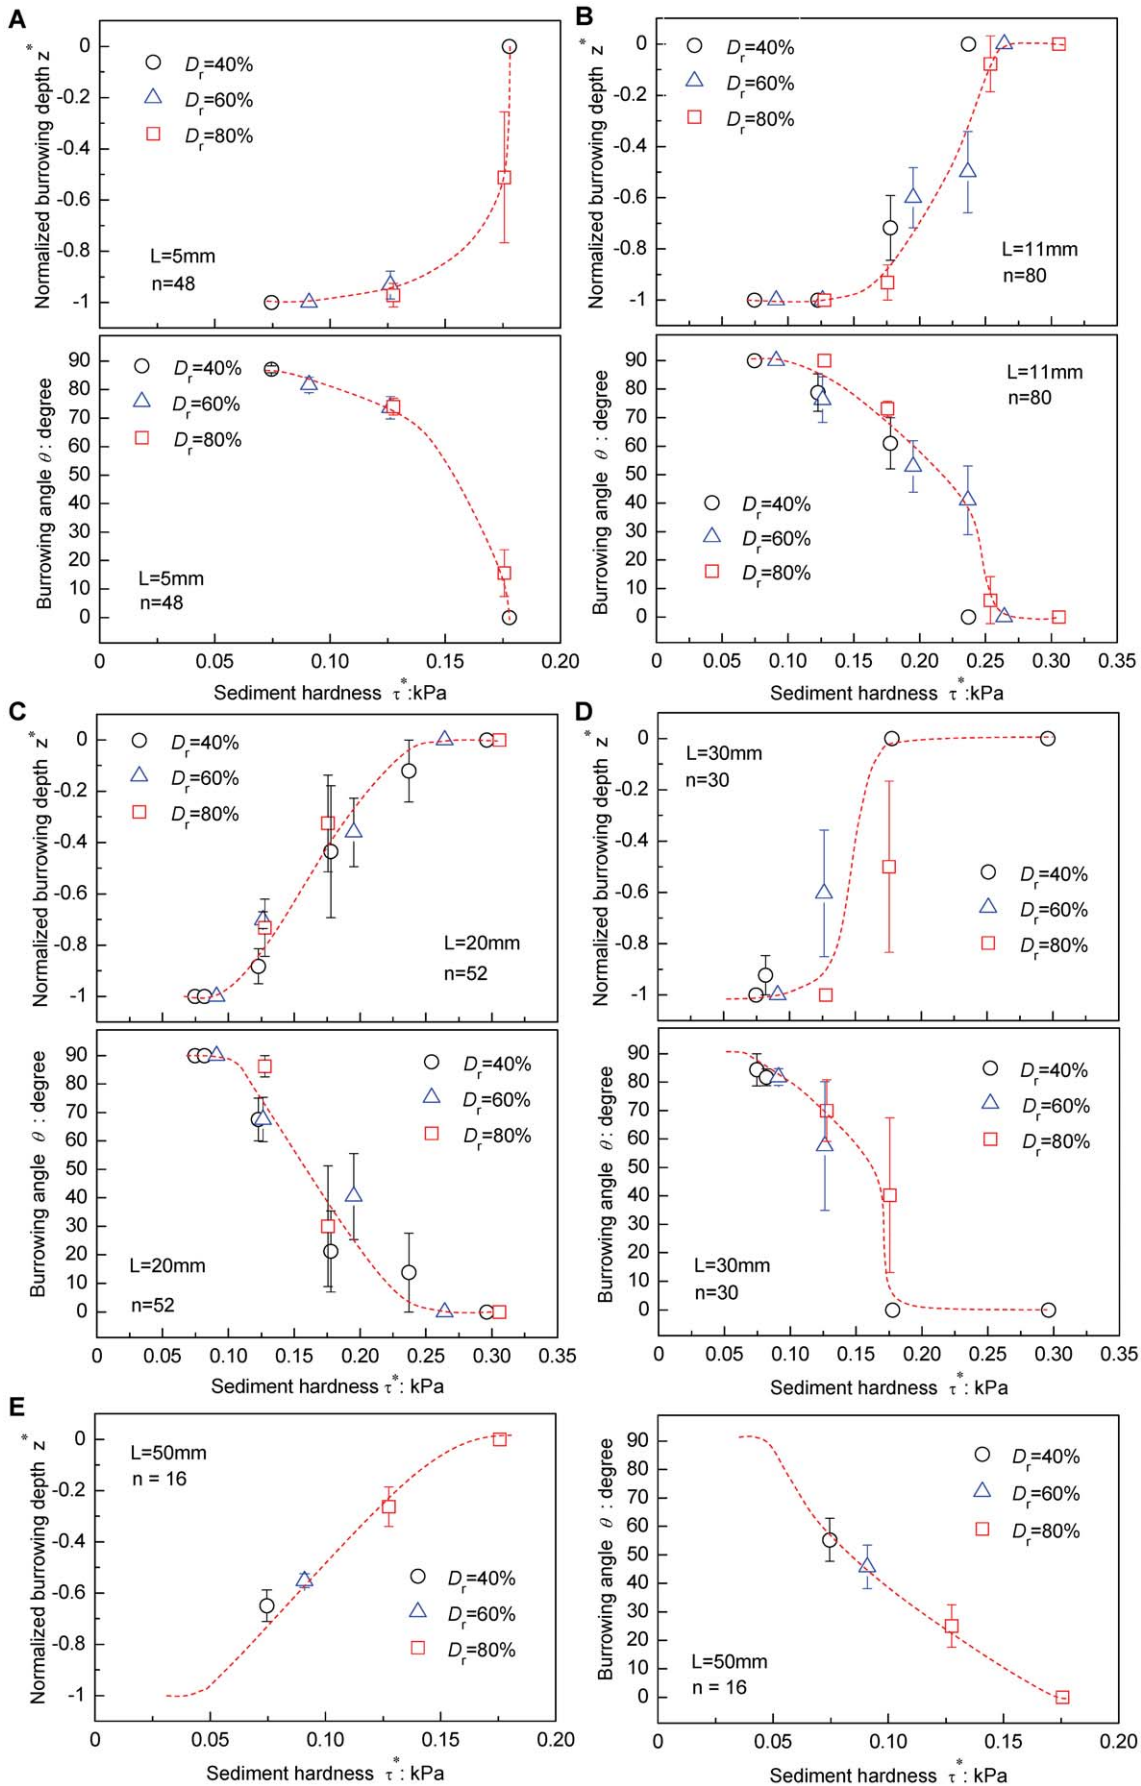 A
Normalized burrowing depth z*
0
-0.2
-0.4
-0.6
-0.8
-1
Dr=40%
Dr=60%
Dr=80%
L=5mm
n=48
Burrowing angle θ : degree
90
80
70
60
50
40
30
20
10
0
Dr=40%
Dr=60%
Dr=80%
L=5mm
n=48
0 0.05 0.10 0.15 0.20
Sediment hardness τ*:kPa
B
Normalized burrowing depth z*
0
-0.2
-0.4
-0.6
-0.8
-1
Dr=40%
Dr=60%
Dr=80%
L=11mm
n=80
Burrowing angle θ : degree
90
80
70
60
50
40
30
20
10
0
L=11mm
n=80
Dr=40%
Dr=60%
Dr=80%
0 0.05 0.10 0.15 0.20 0.25 0.30 0.35
Sediment hardness τ*:kPa
C
Normalized burrowing depth z*
0
-0.2
-0.4
-0.6
-0.8
-1
Dr=40%
Dr=60%
Dr=80%
L=20mm
n=52
Burrowing angle θ : degree
90
80
70
60
50
40
30
20
10
0
Dr=40%
Dr=60%
Dr=80%
L=20mm
n=52
0 0.05 0.10 0.15 0.20 0.25 0.30 0.35
Sediment hardness τ*: kPa
D
Normalized burrowing depth z*
0
-0.2
-0.4
-0.6
-0.8
-1
L=30mm
n=30
Dr=40%
Dr=60%
Dr=80%
Burrowing angle θ: degree
90
80
70
60
50
40
30
20
10
0
Dr=40%
Dr=60%
Dr=80%
L=30mm
n=30
0 0.05 0.10 0.15 0.20 0.25 0.30 0.35
Sediment hardness τ*: kPa
E
Normalized burrowing depth z*
0
-0.2
-0.4
-0.6
-0.8
-1
L=50mm
n = 16
Dr=40%
Dr=60%
Dr=80%
0 0.05 0.10 0.15 0.20
Sediment hardness τ*: kPa
Burrowing angle θ : degree
90
80
70
60
50
40
30
20
10
0
Dr=40%
Dr=60%
Dr=80%
L=50mm
n = 16
0 0.05 0.10 0.15 0.20
Sediment hardness τ*: kPa